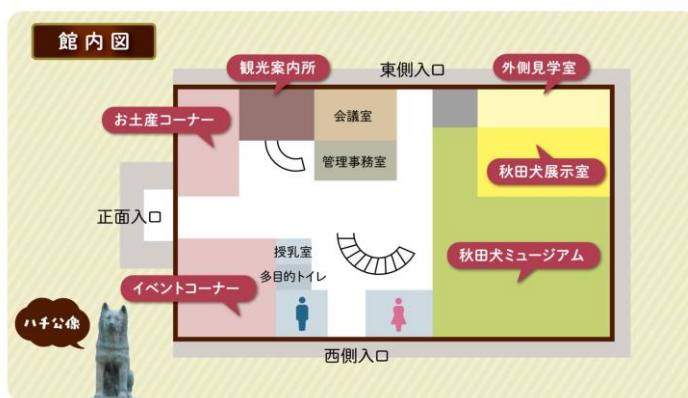 館内図
観光案内所
東側入口
外側見学室
お土産コーナー
会議室
管理事務室
秋田犬展示室
正面入口
授乳室
多目的トイレ
秋田犬ミュージアム
イベントコーナー
ハチ公像
西側入口